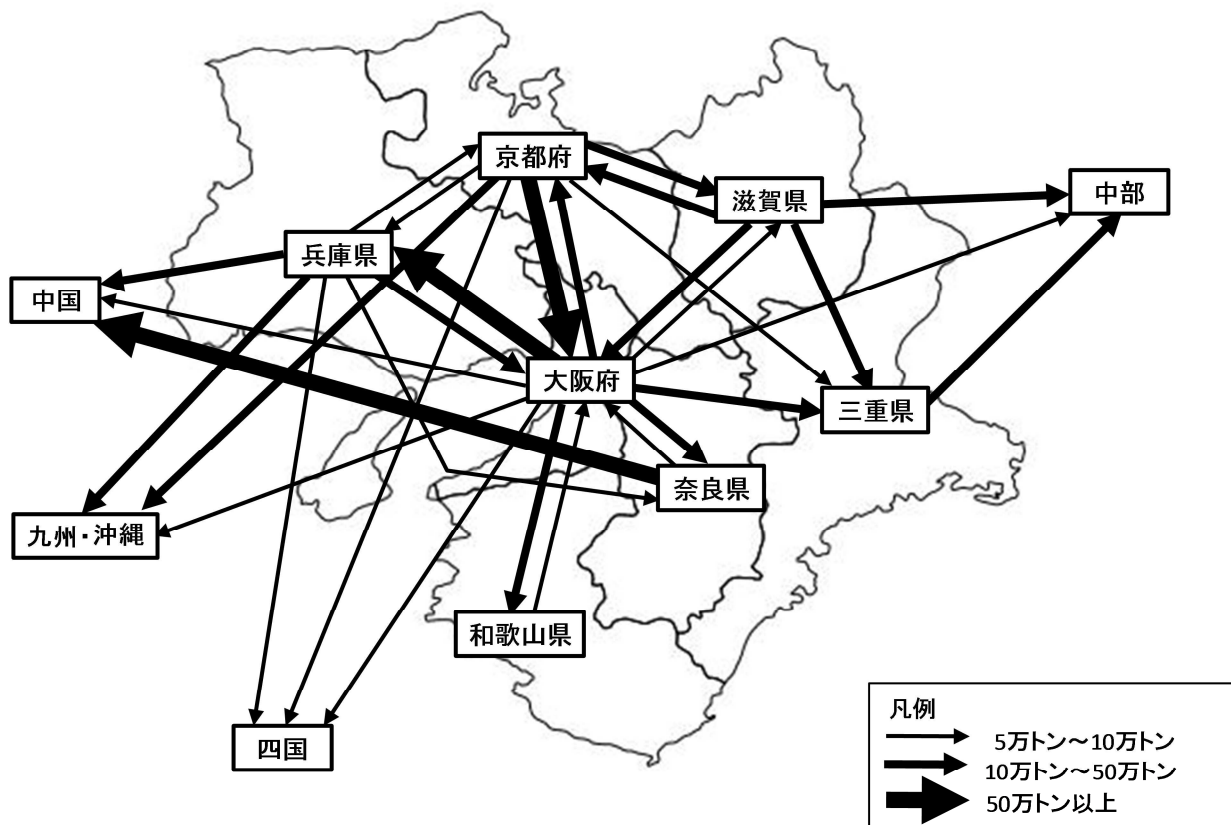 京都府
滋賀県
中部
兵庫県
中国
大阪府
三重県
奈良県
九州・沖縄
和歌山県
四国
凡例
5万トン～10万トン
10万トン～50万トン
50万トン以上